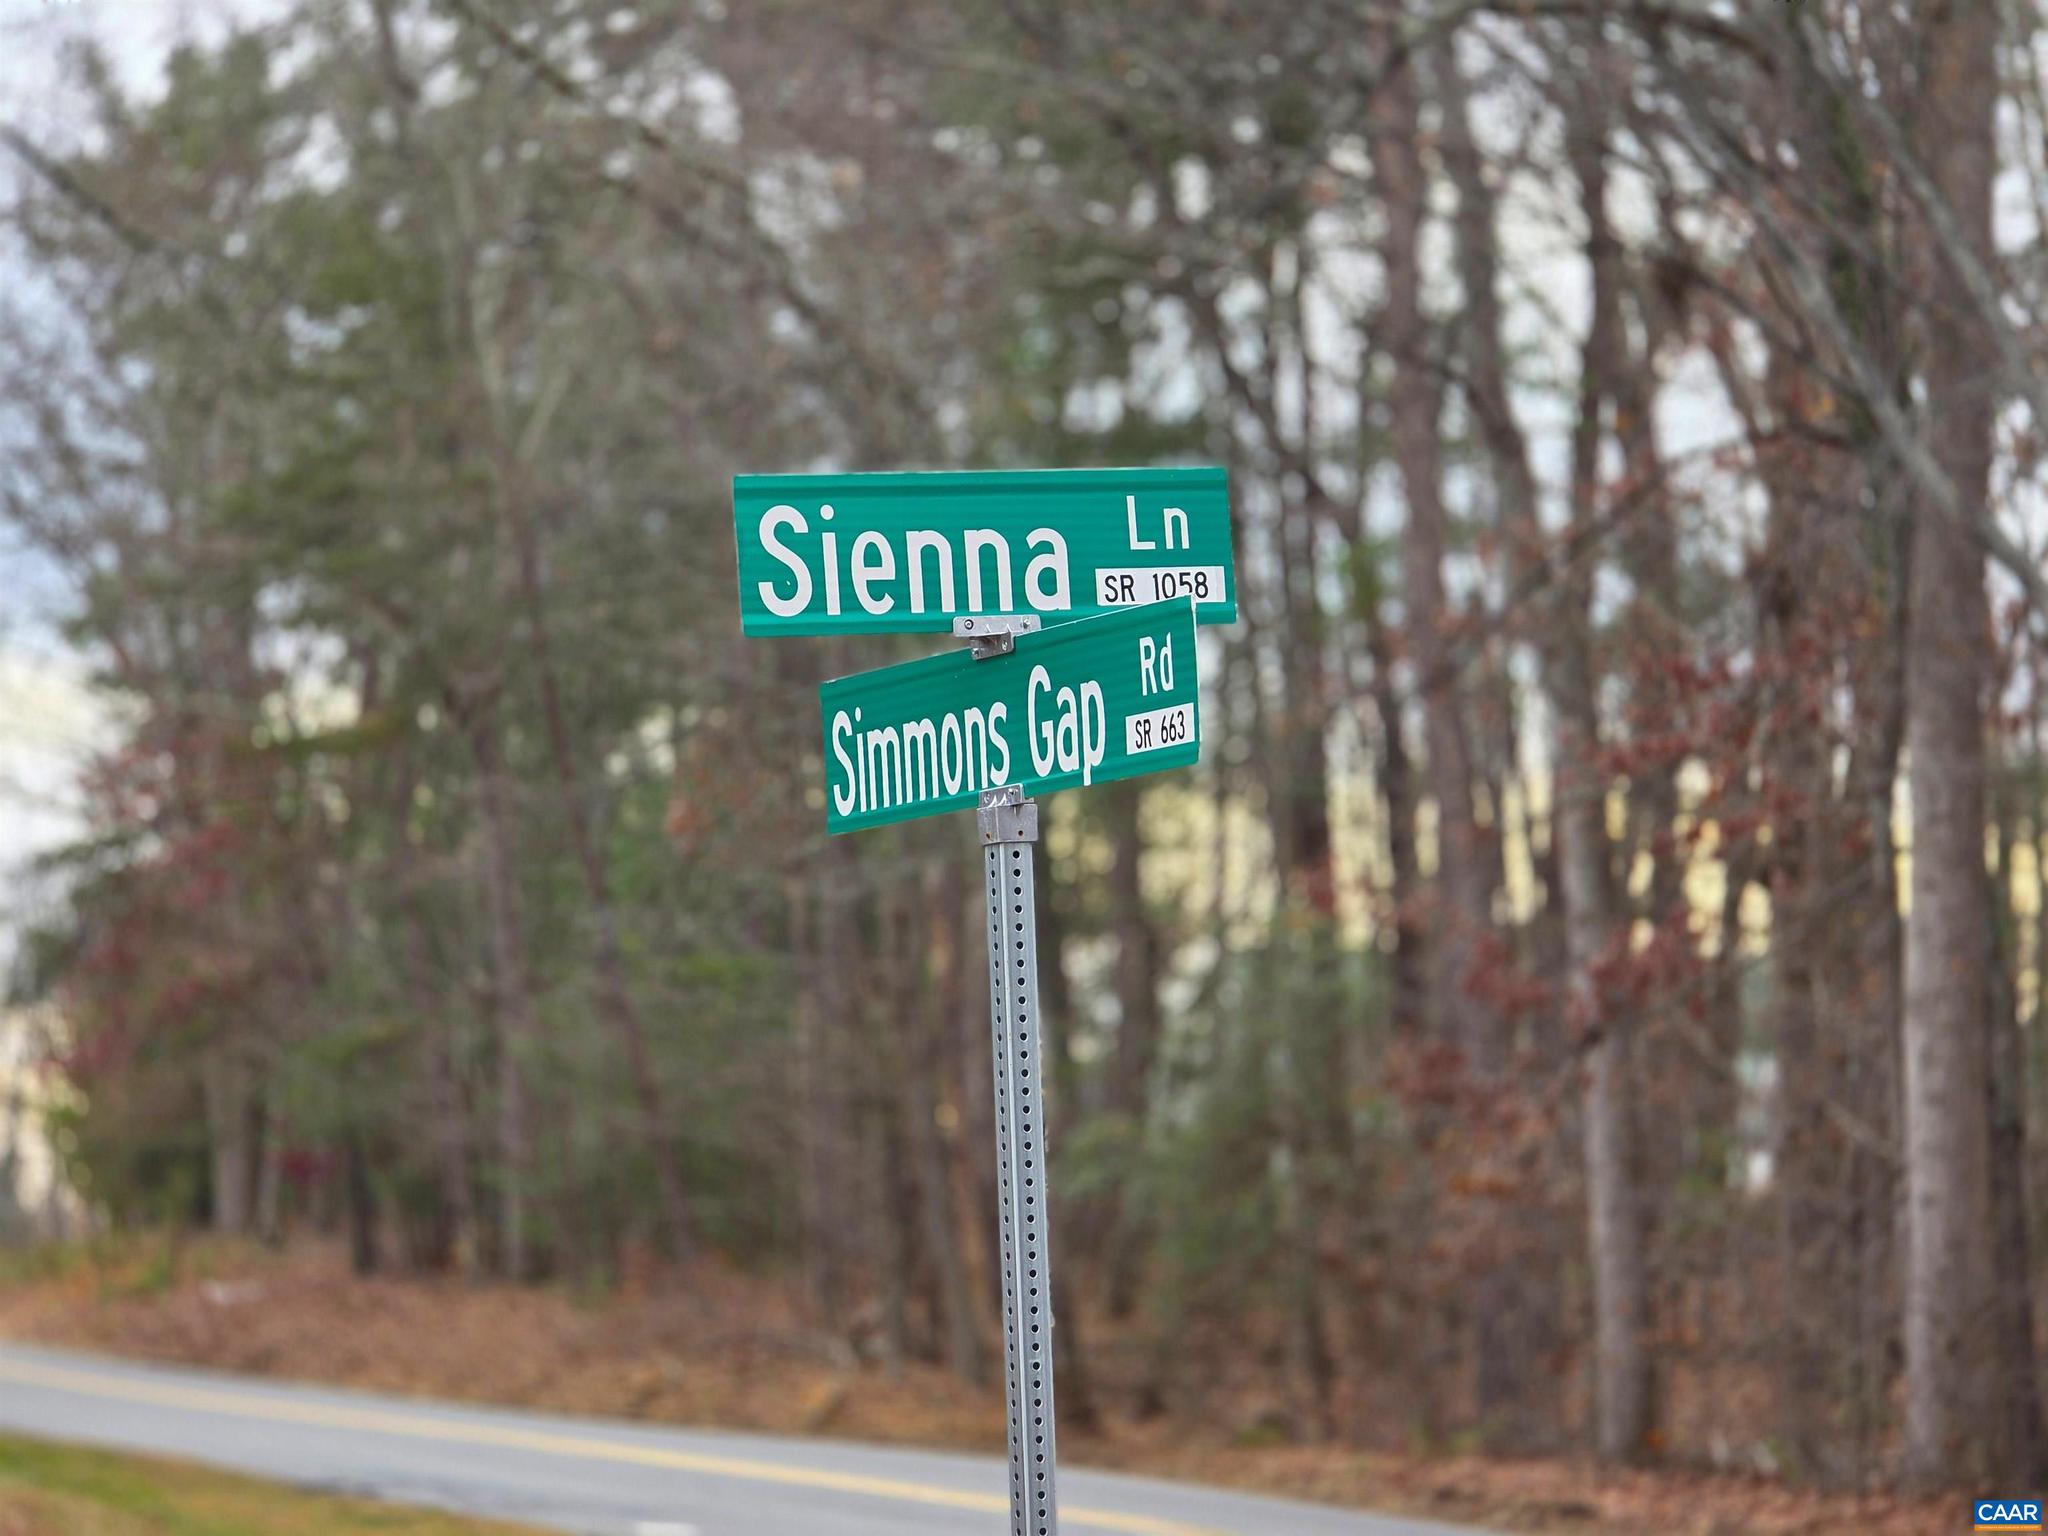 Sienna Ln
SR 1058
Simmons Gap Rd
SR 663
CAAR